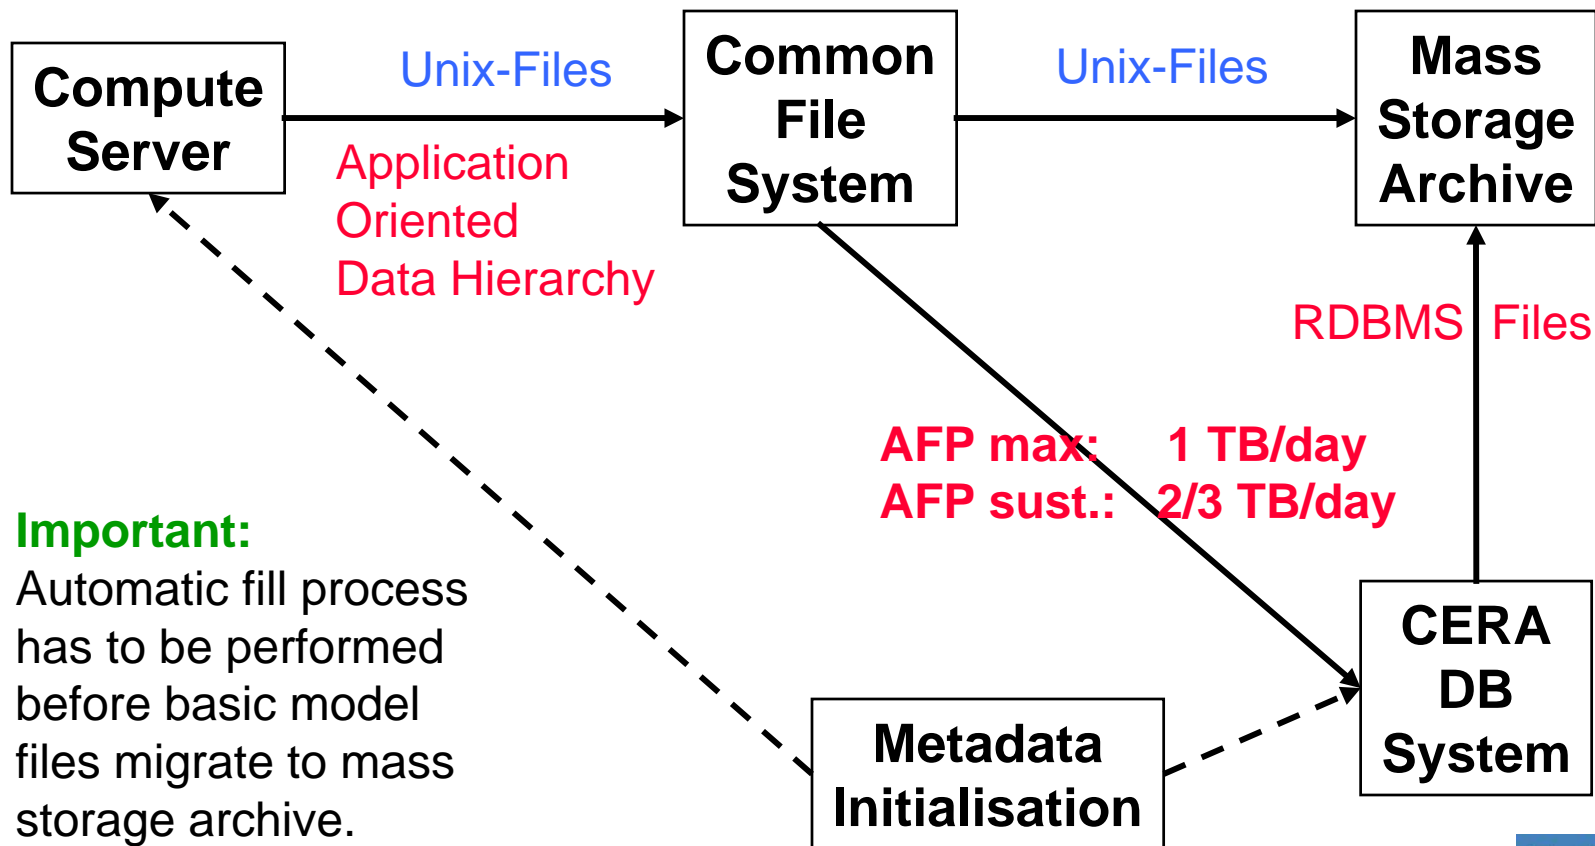 Compute
Server
Unix-Files
Application
Oriented
Data Hierarchy
Common
File
System
Unix-Files
Mass
Storage
Archive
RDBMS Files
AFP max: 1 TB/day
AFP sust.: 2/3 TB/day
Important:
Automatic fill process
has to be performed
before basic model
files migrate to mass
storage archive.
Metadata
Initialisation
CERA
DB
System